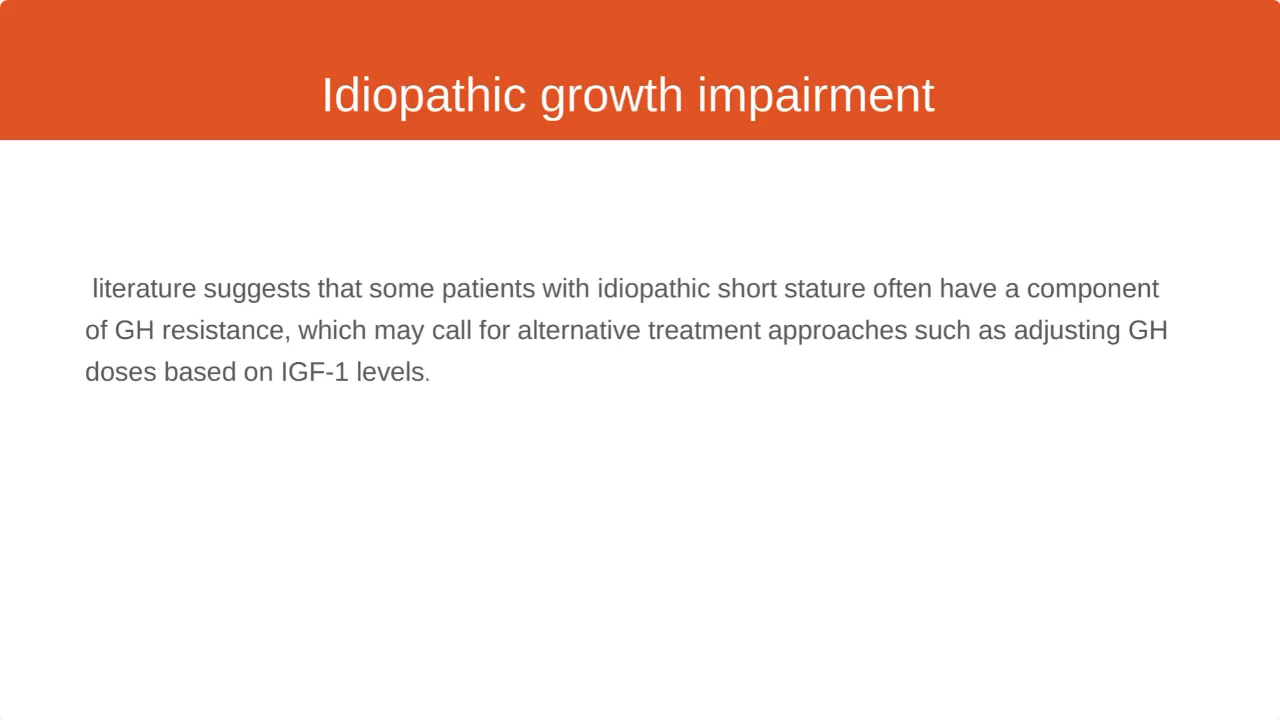 Idiopathic growth impairment
literature suggests that some patients with idiopathic short stature often have a component
of GH resistance, which may call for alternative treatment approaches such as adjusting GH
doses based on IGF-1 levels.